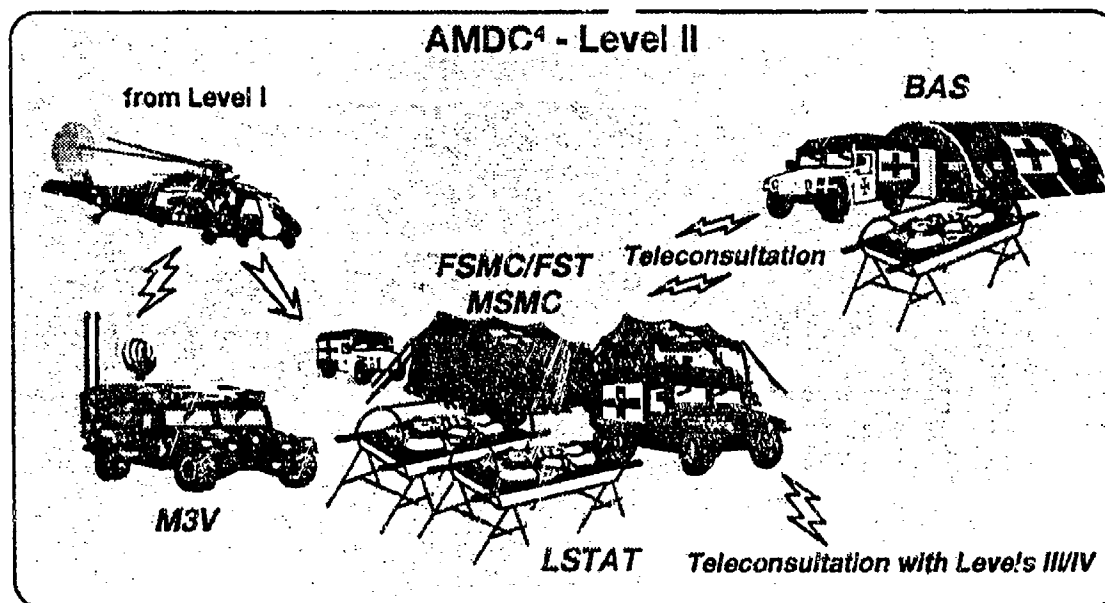 AMDC⁴ - Level II
from Level I
BAS
Teleconsultation
FSMC/FST
MSMC
M3V
LSTAT
Teleconsultation with Levels III/IV